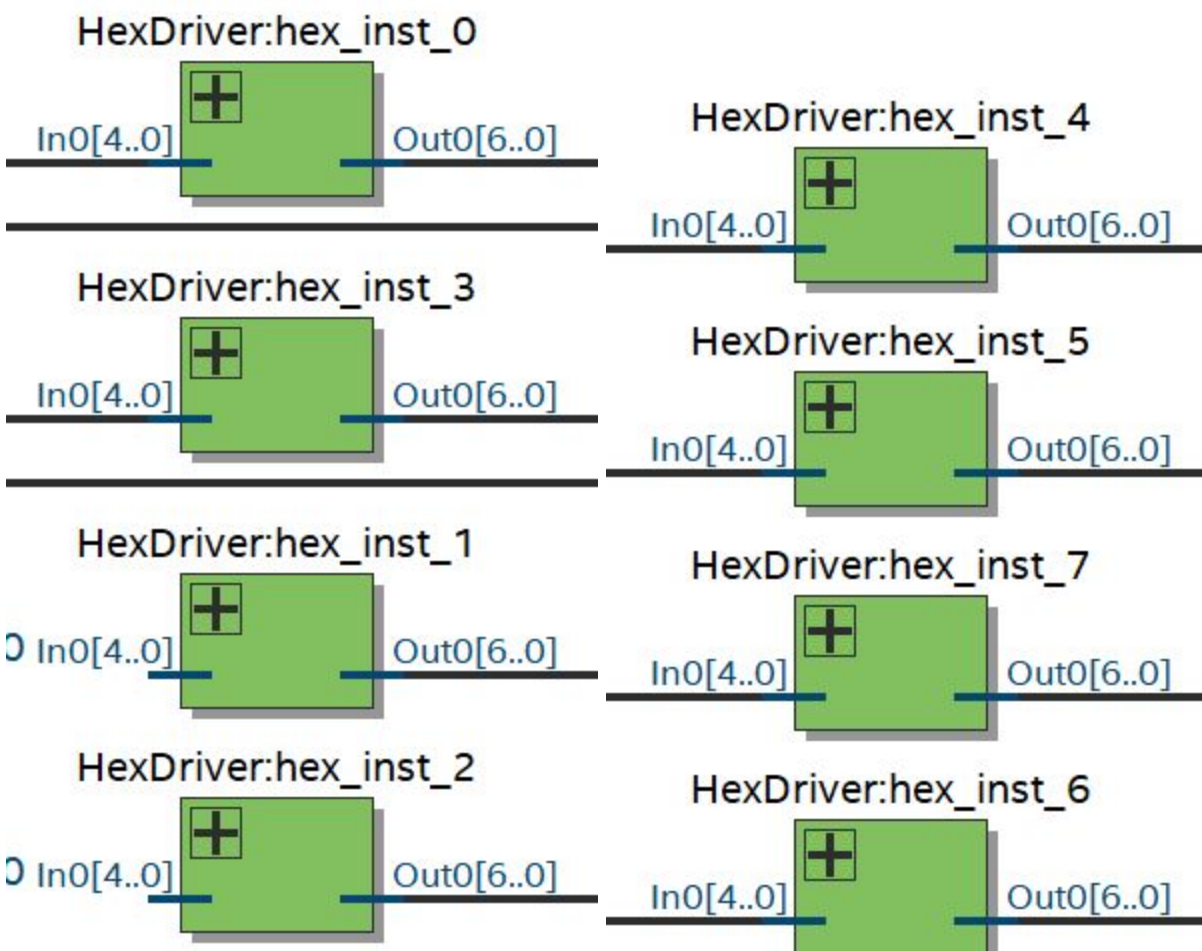 HexDriver:hex_inst_0
In0[4..0] Out0[6..0]
HexDriver:hex_inst_3
In0[4..0] Out0[6..0]
HexDriver:hex_inst_1
0 In0[4..0] Out0[6..0]
HexDriver:hex_inst_2
0 In0[4..0] Out0[6..0]
HexDriver:hex_inst_4
In0[4..0] Out0[6..0]
HexDriver:hex_inst_5
In0[4..0] Out0[6..0]
HexDriver:hex_inst_7
In0[4..0] Out0[6..0]
HexDriver:hex_inst_6
In0[4..0] Out0[6..0]